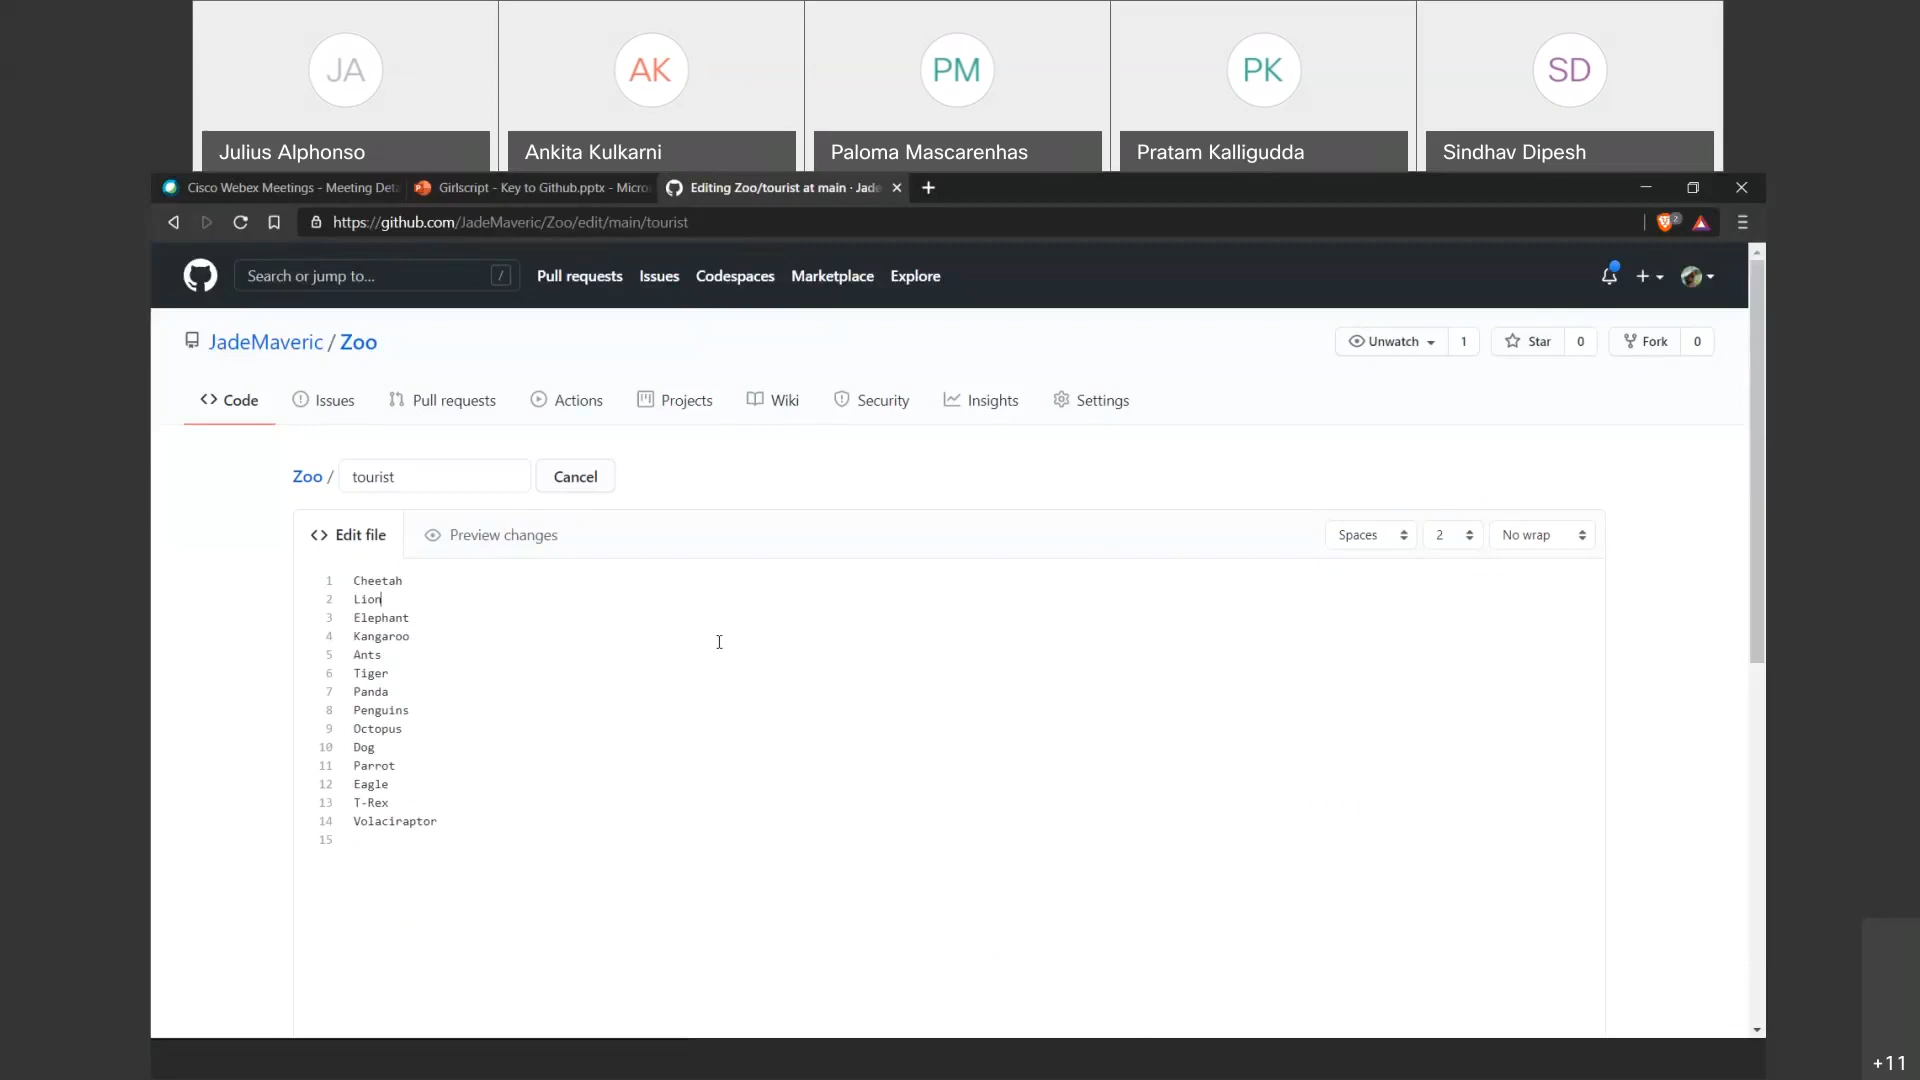 JA AK PM PK SD
Julius Alphonso Ankita Kulkarni Paloma Mascarenhas Pratam Kalligudda Sindhav Dipesh
Cisco Webex Meetings - Meeting Deta Girlscript - Key to Github.pptx - Micro Editing Zoo/tourist at main · Jade
https://github.com/JadeMaveric/Zoo/edit/main/tourist 2
Search or jump to... / Pull requests Issues Codespaces Marketplace Explore
JadeMaveric / Zoo Unwatch 1 Star 0 Fork 0
Code Issues Pull requests Actions Projects Wiki Security Insights Settings
Zoo / tourist Cancel
<> Edit file Preview changes Spaces 2 No wrap
1 Cheetah
2 Lion
3 Elephant
4 Kangaroo
5 Ants
6 Tiger
7 Panda
8 Penguins
9 Octopus
10 Dog
11 Parrot
12 Eagle
13 T-Rex
14 Volaciraptor
15
+11